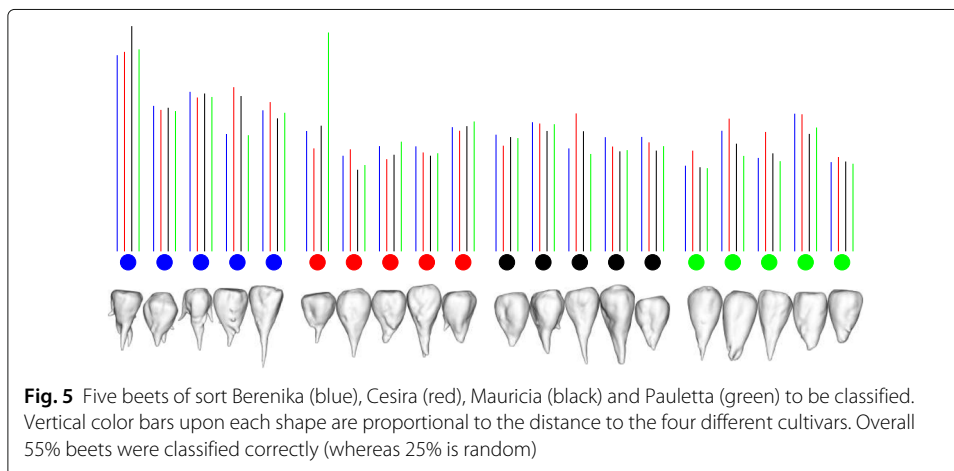 Fig. 5 Five beets of sort Berenika (blue), Cesira (red), Mauricia (black) and Pauletta (green) to be classified.
Vertical color bars upon each shape are proportional to the distance to the four different cultivars. Overall
55% beets were classified correctly (whereas 25% is random)